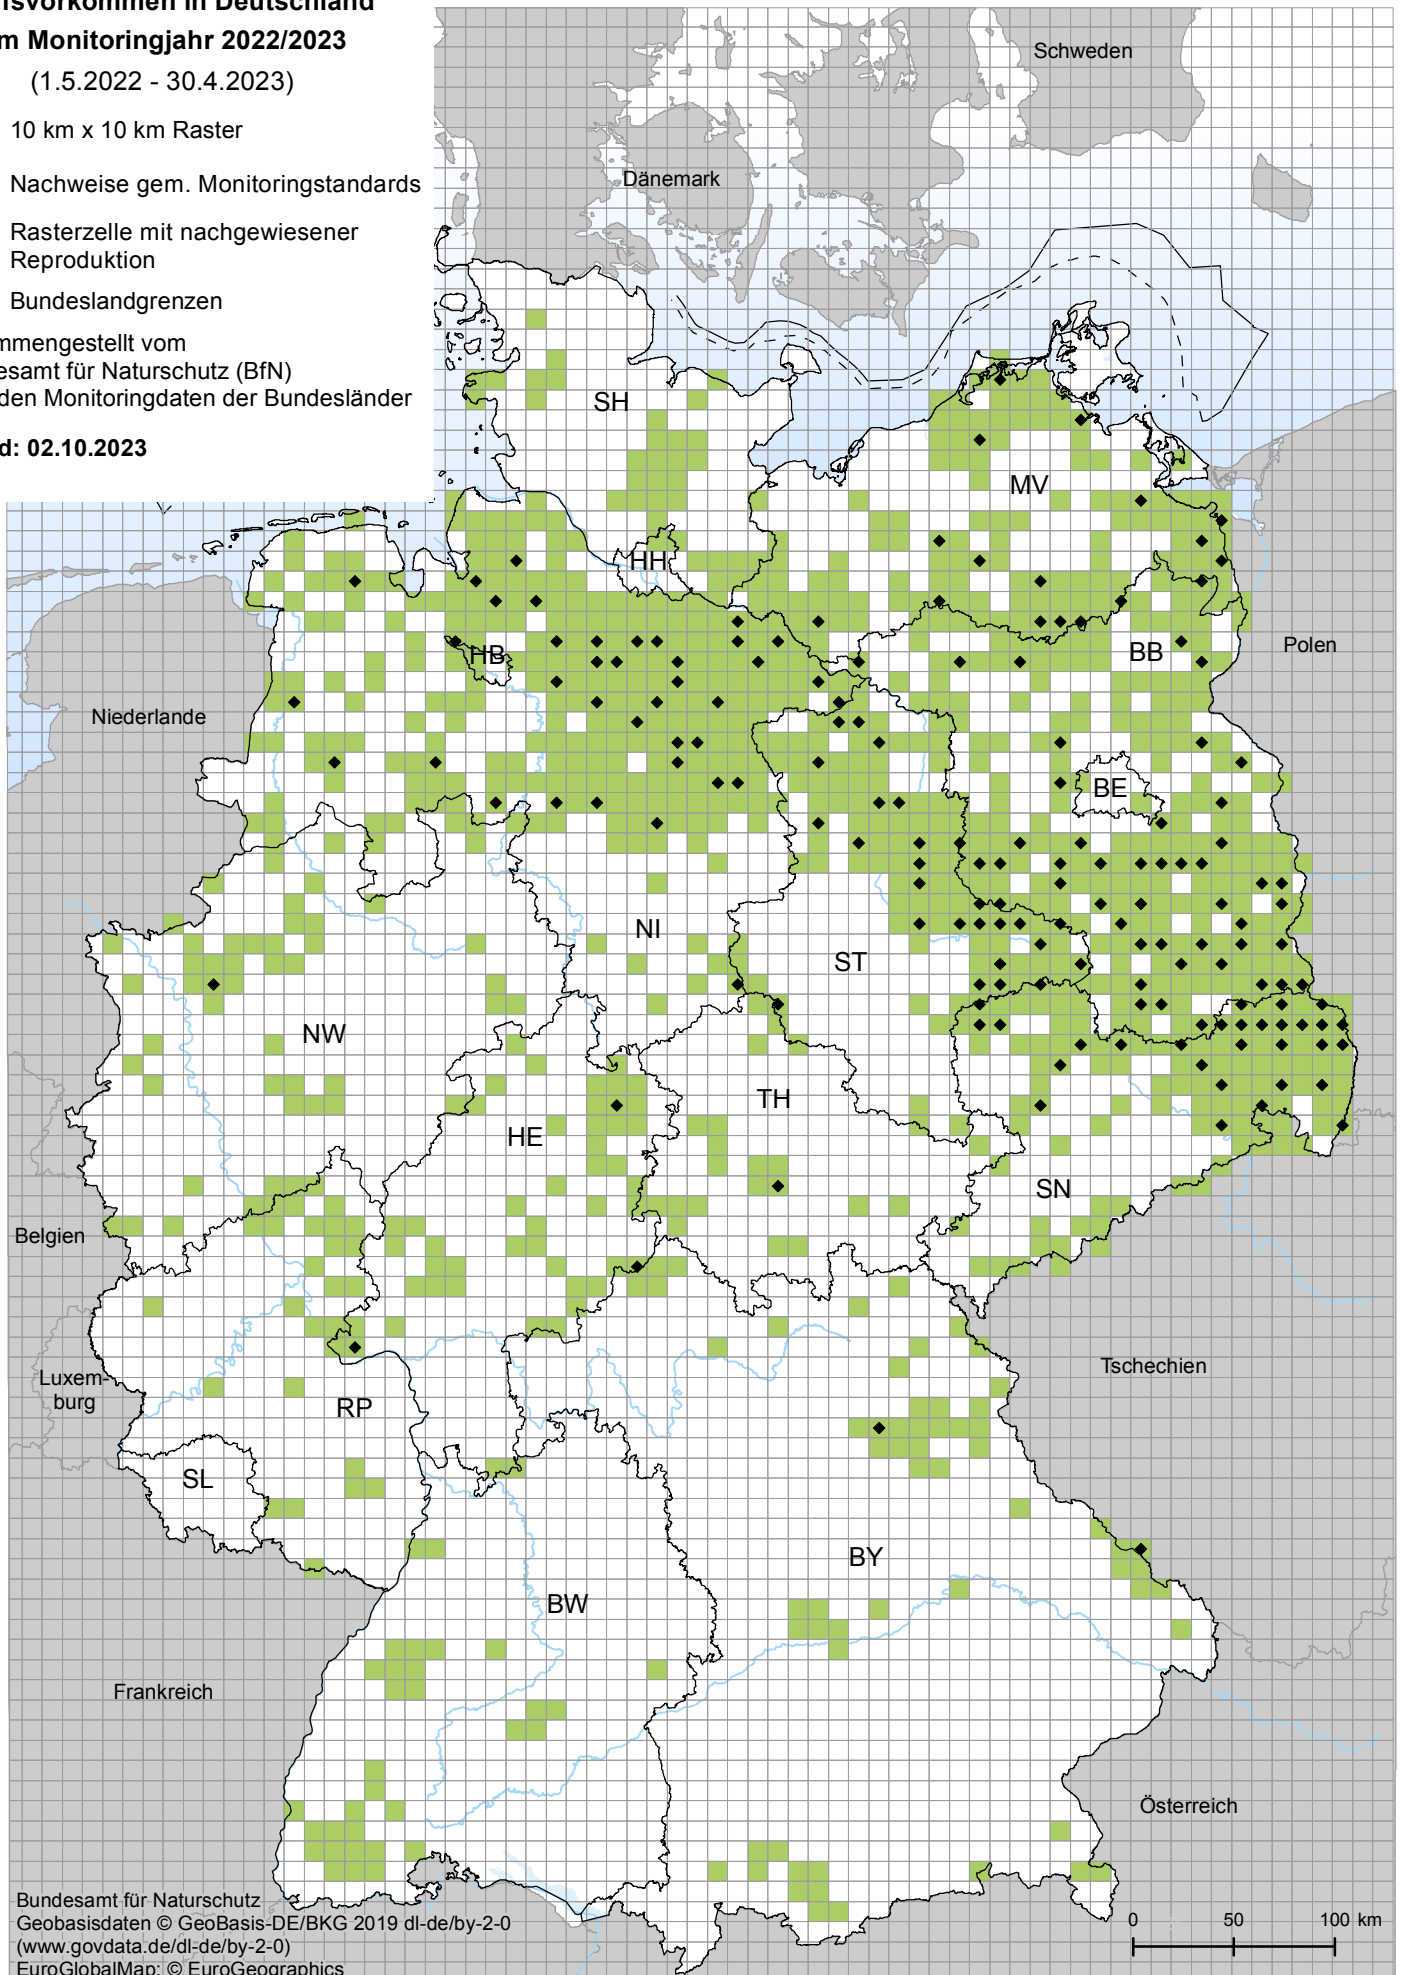 svorkommen in Deutschland
m Monitoringjahr 2022/2023
(1.5.2022 - 30.4.2023)
10 km x 10 km Raster
Nachweise gem. Monitoringstandards
Rasterzelle mit nachgewiesener
Reproduktion
Bundeslandgrenzen
mmengestellt vom
esamt für Naturschutz (BfN)
den Monitoringdaten der Bundesländer
d: 02.10.2023
Schweden
Dänemark
SH
MV
HH
HB
BB
Polen
Niederlande
BE
NI
ST
NW
TH
HE
SN
Belgien
Tschechien
Luxem-
burg
RP
SL
BY
BW
Frankreich
Österreich
Bundesamt für Naturschutz
Geobasisdaten © GeoBasis-DE/BKG 2019 dl-de/by-2-0
(www.govdata.de/dl-de/by-2-0)
EuroGlobalMap: © EuroGeographics
0 50 100 km